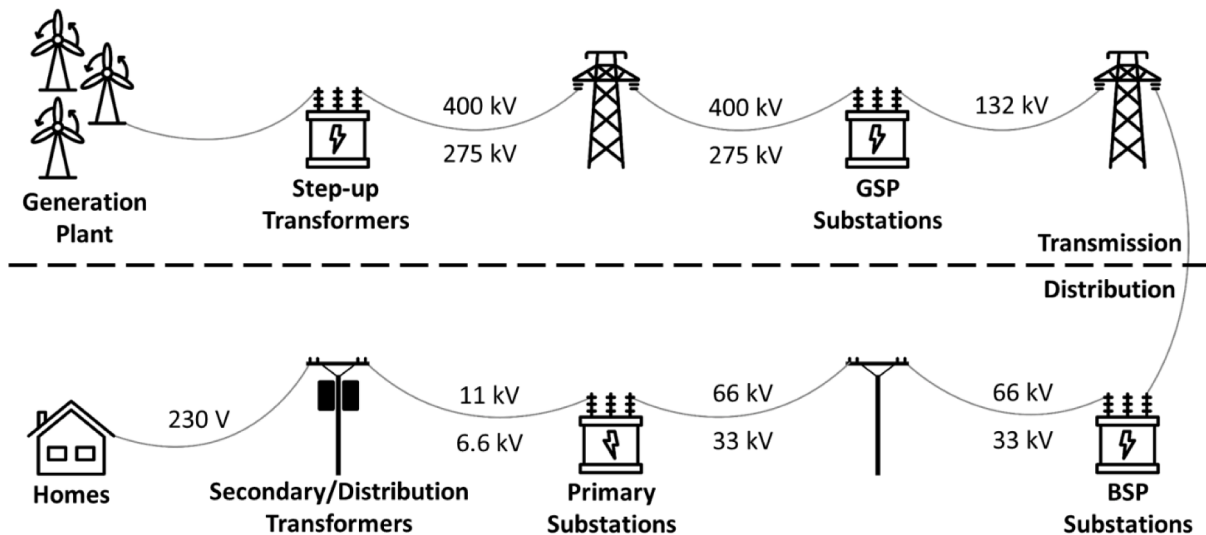 400 kV
400 kV
132 kV
275 kV
275 kV
Generation
Plant
Step-up
Transformers
GSP
Substations
Transmission
Distribution
230 V
11 kV
66 kV
66 kV
6.6 kV
33 kV
33 kV
Homes
Secondary/Distribution
Transformers
Primary
Substations
BSP
Substations